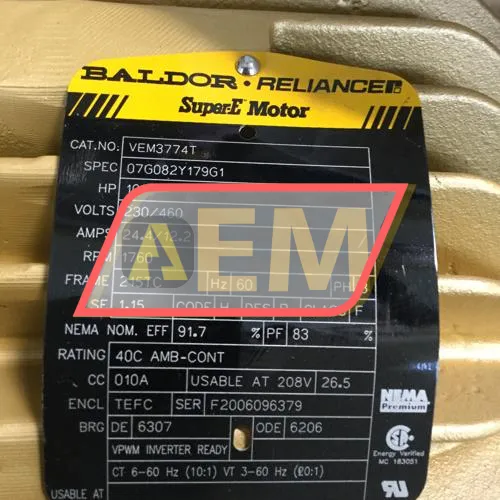 BALDOR · RELIANCE
Super-E Motor
CAT.NO. VEM3774T
SPEC 07G082Y179G1
HP 10
VOLTS 230/460
AMPS 24.4/12.2
RPM 1760
FRAME Hz 60 PH 3
SF 1.15 CODE H DES B CLASS F
NEMA NOM. EFF 91.7 % PF 83 %
RATING 40C AMB-CONT
CC 010A USABLE AT 208V 26.5
ENCL TEFC SER F2006096379
BRG DE 6307 ODE 6206
VPWM INVERTER READY
CT 6-60 Hz (10:1) VT 3-60 Hz (20:1)
USABLE AT
NEMA
Premium
Energy Verified
MC 183051
AEM